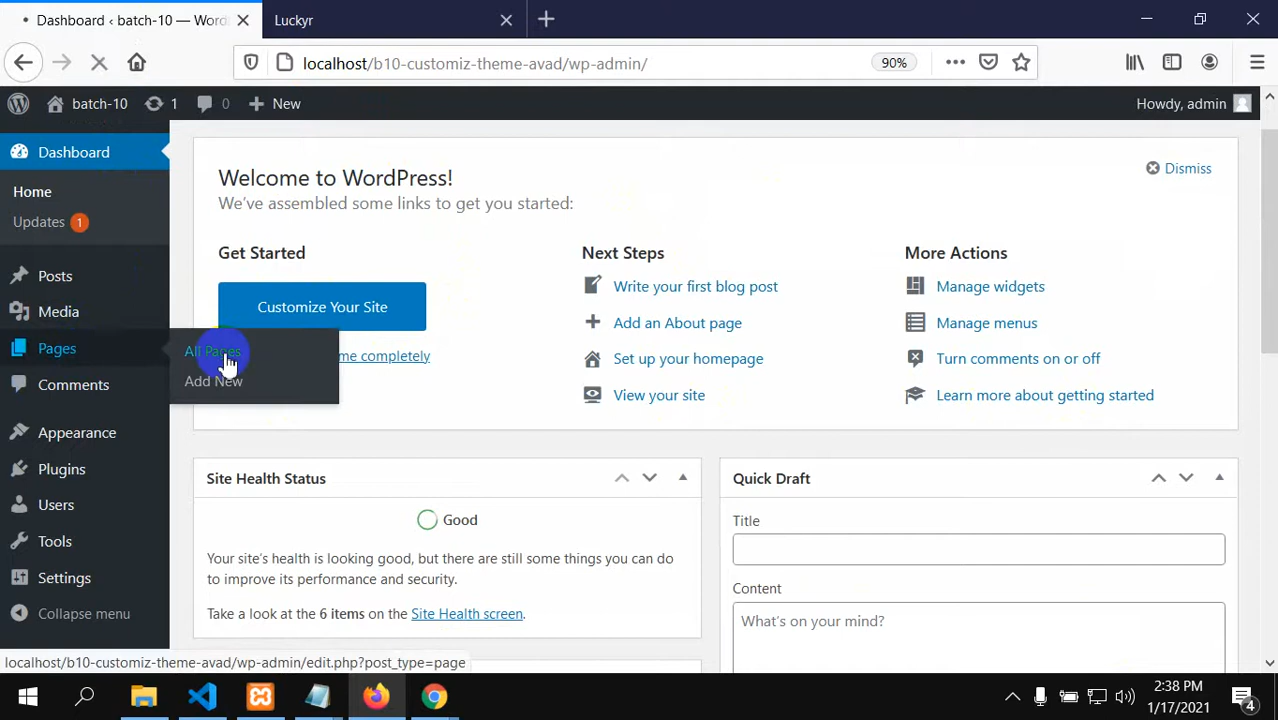 Dashboard ‹ batch-10 — Word
Luckyr
localhost/b10-customiz-theme-avad/wp-admin/
90%
batch-10
1
0
New
Howdy, admin
Dashboard
Home
Updates 1
Posts
Media
Pages
Comments
Appearance
Plugins
Users
Tools
Settings
Collapse menu
All Pages
Add New
Welcome to WordPress!
We've assembled some links to get you started:
Dismiss
Get Started
Customize Your Site
me completely
Next Steps
Write your first blog post
Add an About page
Set up your homepage
View your site
More Actions
Manage widgets
Manage menus
Turn comments on or off
Learn more about getting started
Site Health Status
Good
Your site's health is looking good, but there are still some things you can do
to improve its performance and security.
Take a look at the 6 items on the Site Health screen.
Quick Draft
Title
Content
What's on your mind?
localhost/b10-customiz-theme-avad/wp-admin/edit.php?post_type=page
2:38 PM
1/17/2021
4